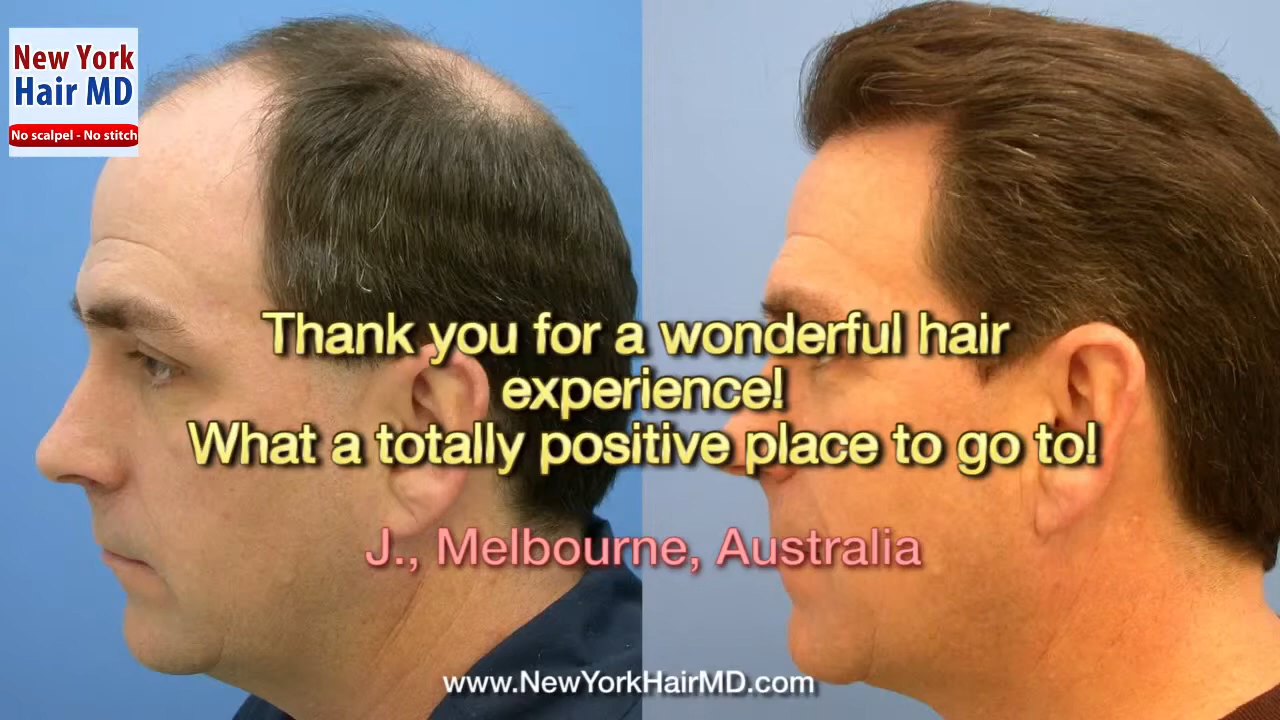 New York
Hair MD
No scalpel - No stitch
Thank you for a wonderful hair
experience!
What a totally positive place to go to!
J., Melbourne, Australia
www.NewYorkHairMD.com